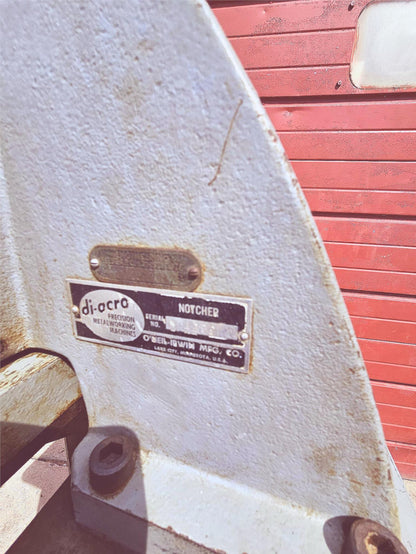 di-acro
PRECISION
METALWORKING
MACHINES
NOTCHER
SERIAL
NO.
O'NEIL-IRWIN MFG. CO.
LAKE CITY, MINNESOTA, U.S.A.